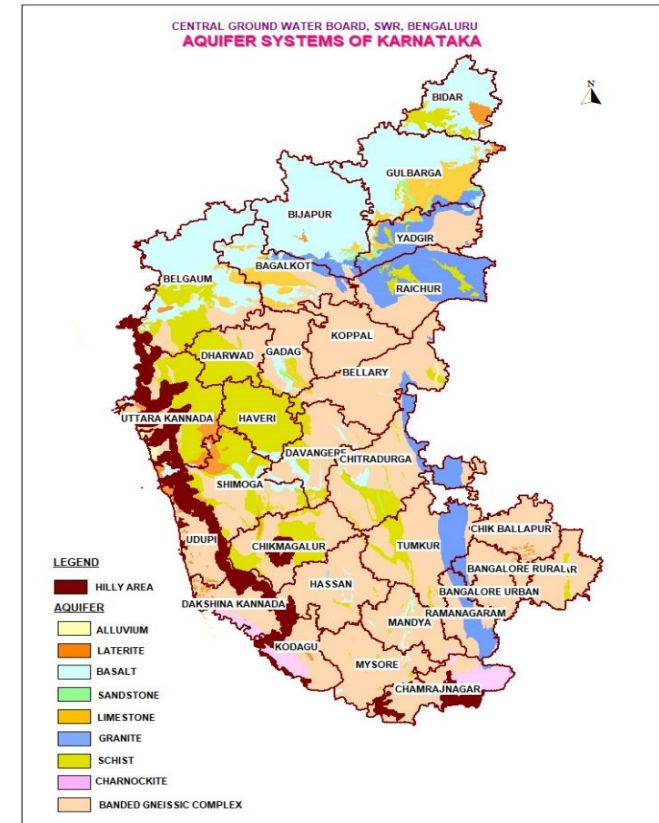 CENTRAL GROUND WATER BOARD, SWR, BENGALURU
AQUIFER SYSTEMS OF KARNATAKA
N
BIDAR
GULBARGA
BIJAPUR
YADGIR
BAGALKOT
BELGAUM
RAICHUR
KOPPAL
DHARWAD
GADAG
BELLARY
UTTARA KANNADA
HAVERI
DAVANGERE
CHITRADURGA
SHIMOGA
CHIK BALLAPUR
UDUPI
CHIKMAGALUR
TUMKUR
BANGALORE RURAL
HASSAN
BANGALORE URBAN
DAKSHINA KANNADA
RAMANAGARAM
MANDYA
KODAGU
MYSORE
CHAMRAJNAGAR
LEGEND
HILLY AREA
AQUIFER
ALLUVIUM
LATERITE
BASALT
SANDSTONE
LIMESTONE
GRANITE
SCHIST
CHARNOCKITE
BANDED GNEISSIC COMPLEX